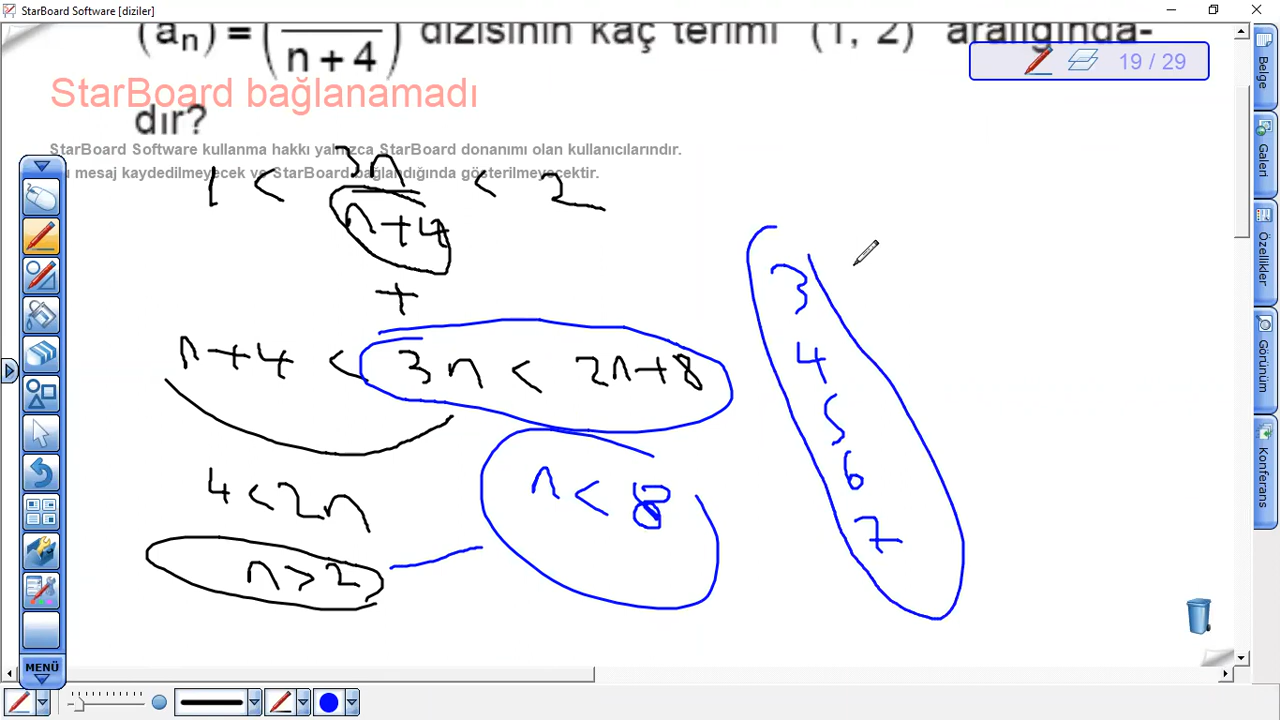 StarBoard Software [diziler]
(aₙ) = (   / n + 4) dizisinin kaç terimi (1, 2) aralığında-
19 / 29
StarBoard bağlanamadı
dır?
StarBoard Software kullanma hakkı yalnızca StarBoard donanımı olan kullanıcılarındır.
u mesaj kaydedilmeyecek ve StarBoard bağlandığında gösterilmeyecektir.
1 < 3n / n+4 < 2
+
n+4 < 3n < 2n+8
4 < 2n
n > 2
n < 8
3
4
5
6
7
MENÜ
Belge
Galeri
Özellikler
Görünüm
Konferans